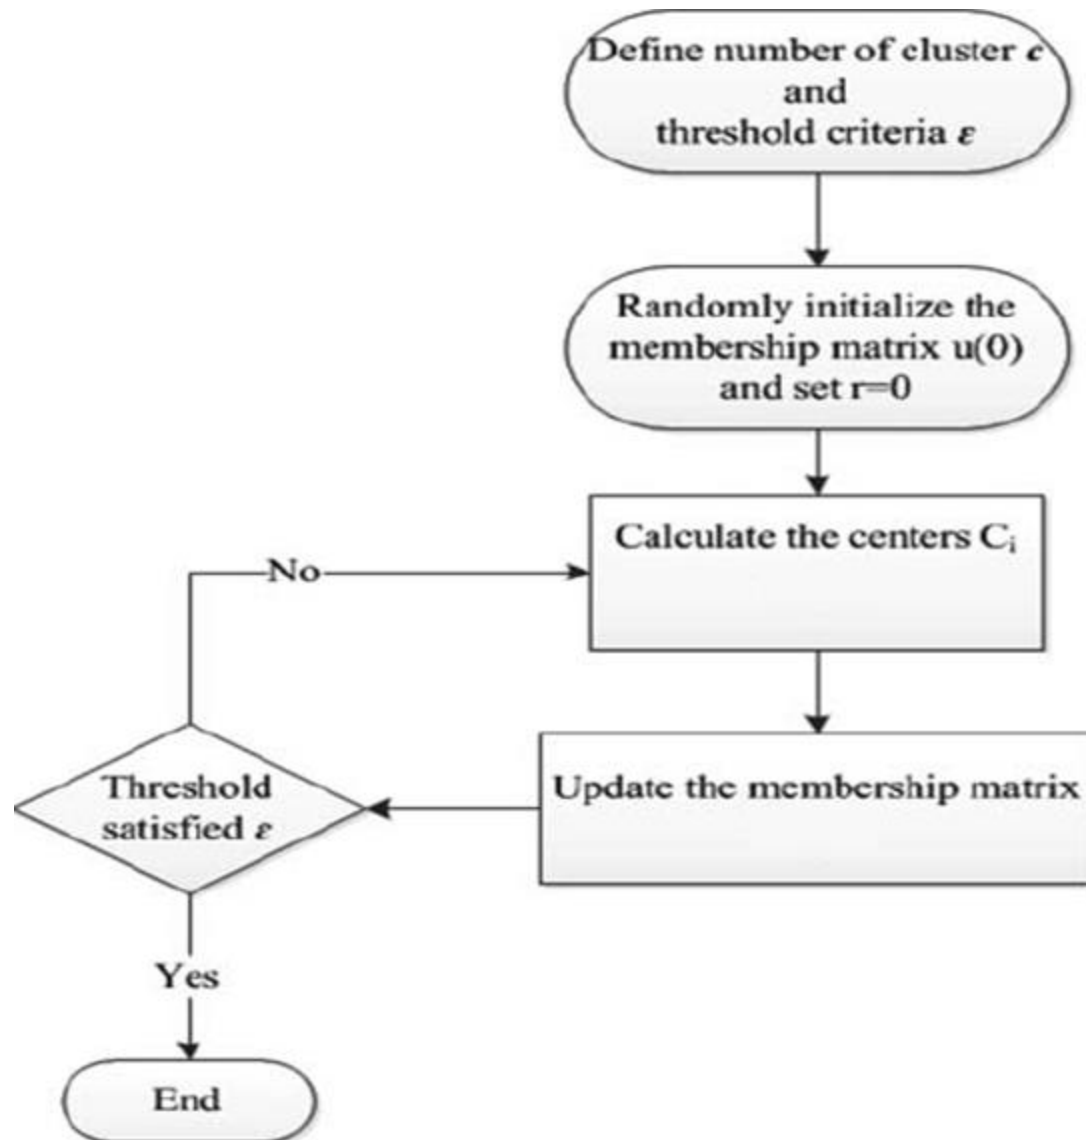 Define number of cluster c
and
threshold criteria ε
Randomly initialize the
membership matrix u(0)
and set r=0
Calculate the centers Cᵢ
No
Update the membership matrix
Threshold
satisfied ε
Yes
End